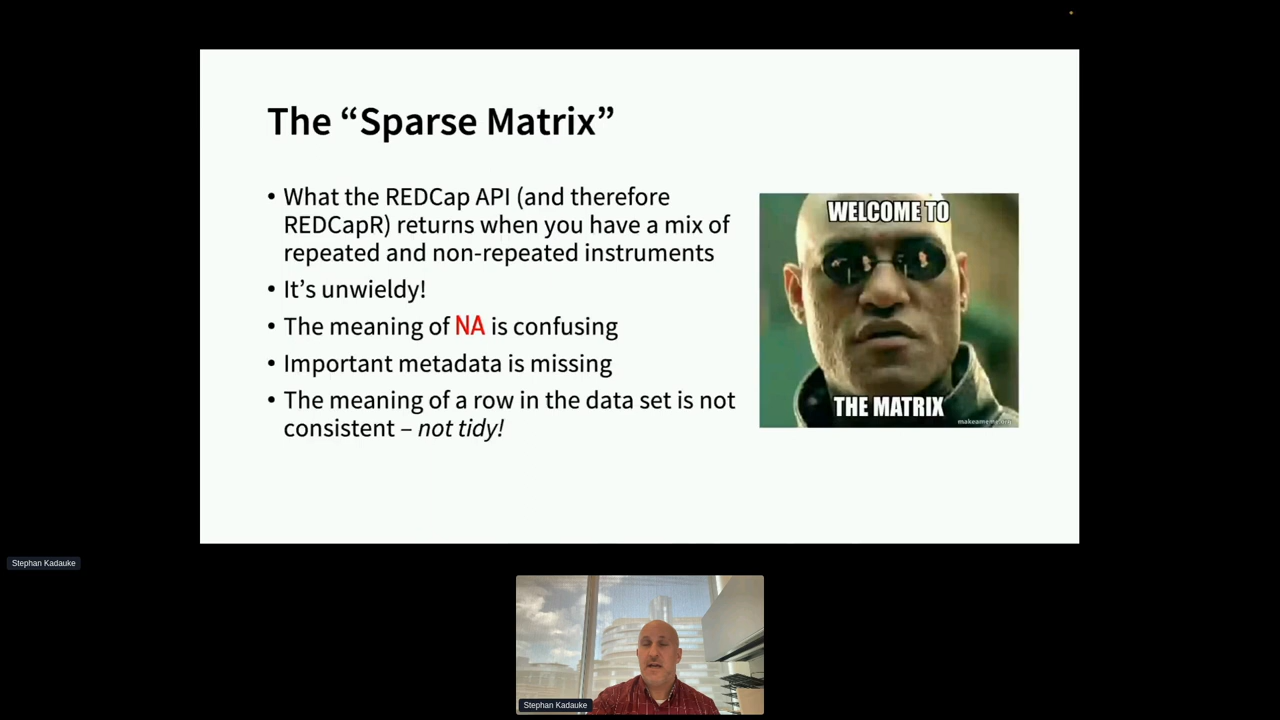 The “Sparse Matrix”
• What the REDCap API (and therefore
REDCapR) returns when you have a mix of
repeated and non-repeated instruments
• It’s unwieldy!
• The meaning of NA is confusing
• Important metadata is missing
• The meaning of a row in the data set is not
consistent – not tidy!
WELCOME TO
THE MATRIX
makeameme.org
Stephan Kadauke
Stephan Kadauke